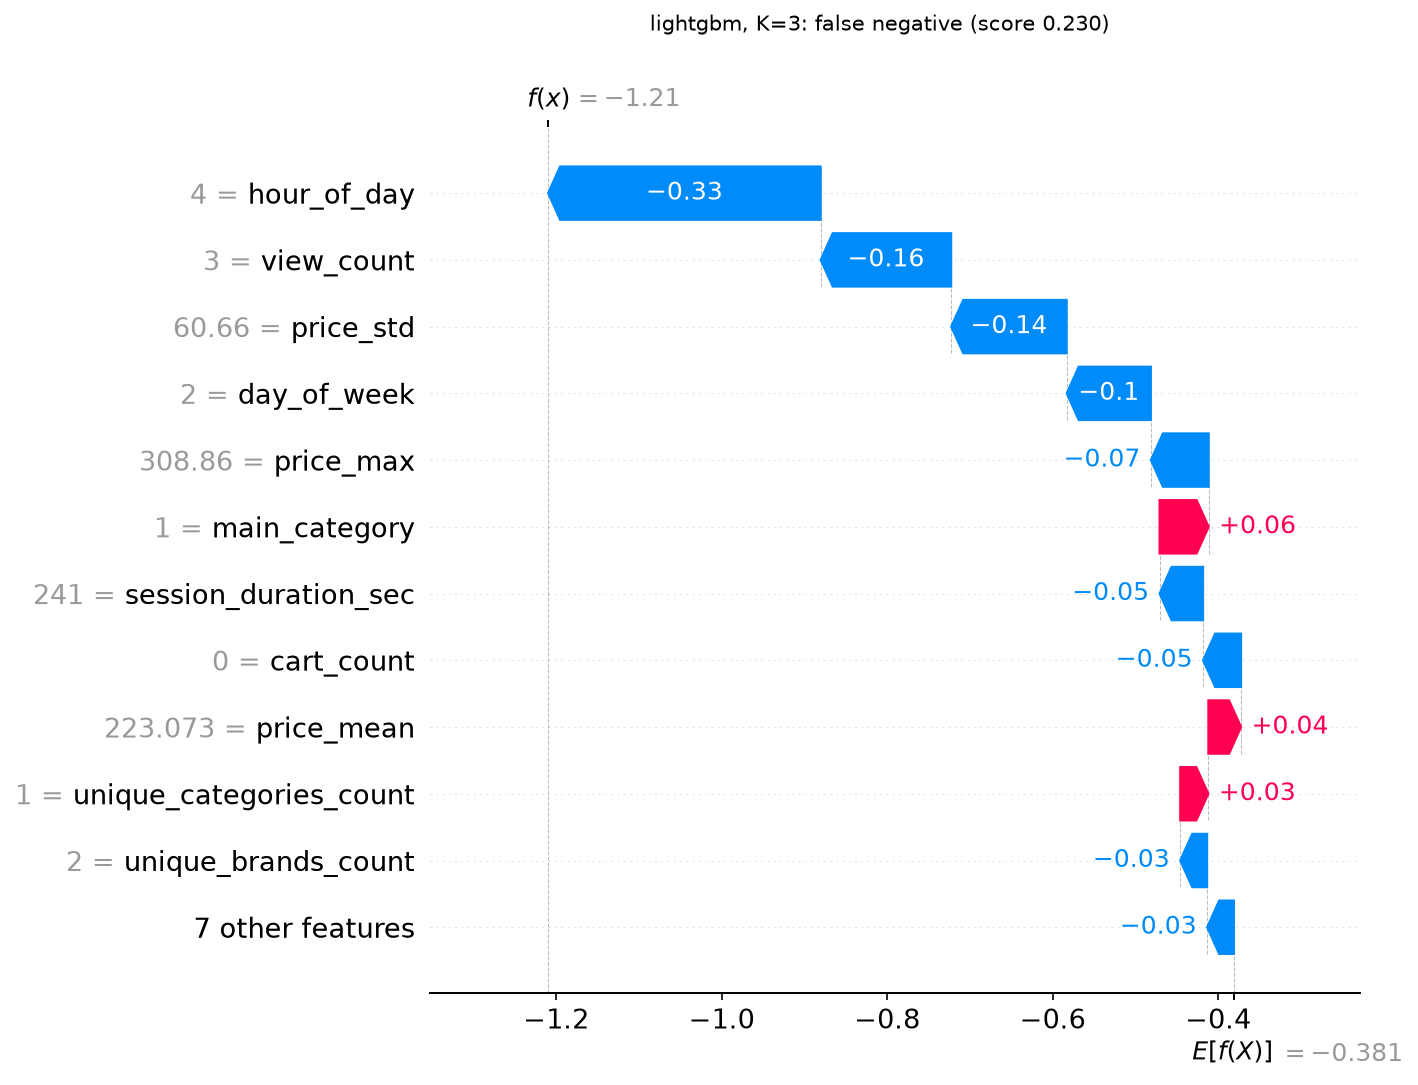 lightgbm, K=3: false negative (score 0.230)
f(x) = −1.21
4 = hour_of_day −0.33
3 = view_count −0.16
60.66 = price_std −0.14
2 = day_of_week −0.1
308.86 = price_max −0.07
1 = main_category +0.06
241 = session_duration_sec −0.05
0 = cart_count −0.05
223.073 = price_mean +0.04
1 = unique_categories_count +0.03
2 = unique_brands_count −0.03
7 other features −0.03
−1.2 −1.0 −0.8 −0.6 −0.4
E[f(X)] = −0.381